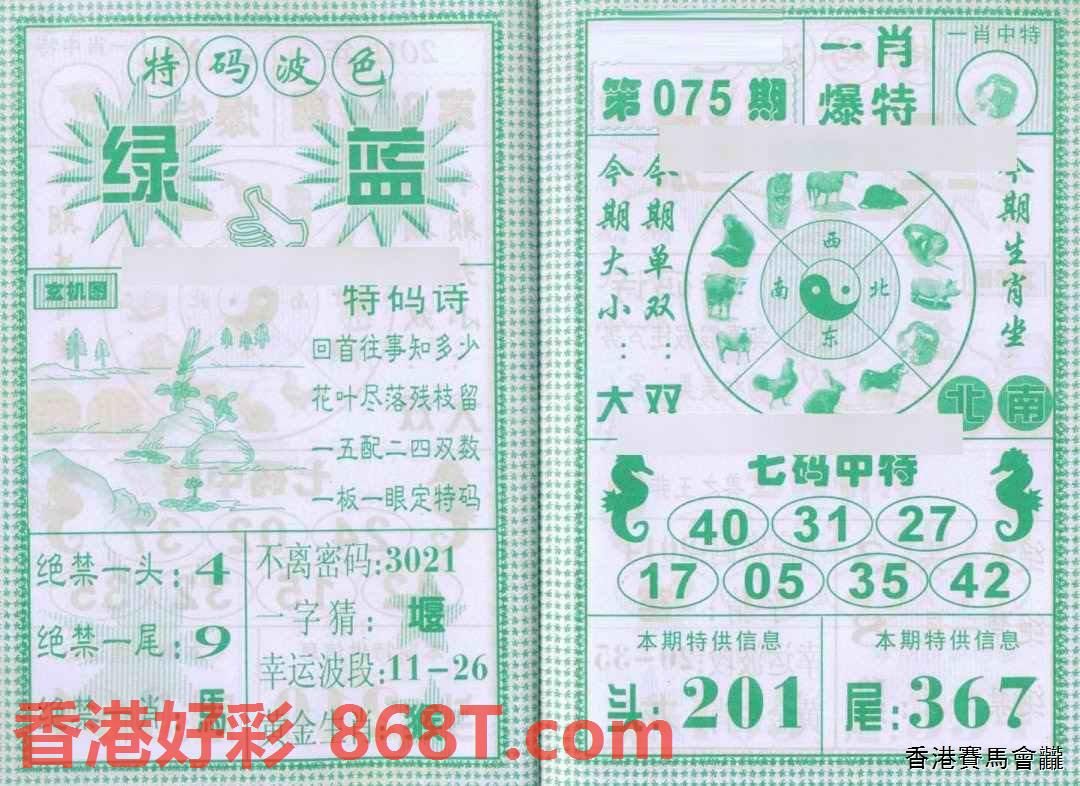 特码波色
绿 蓝
玄机图
特码诗
回首往事知多少
花叶尽落残枝留
一五配二四双数
一板一眼定特码
绝禁一头:4
绝禁一尾:9
不离密码:3021
一字猜:堰
幸运波段:11-26
香港好彩 868T.com
第075期
一肖
爆特
一肖中特
今期大小:大
今期单双:双
西
南 北
东
今期生肖坐
北 南
七码中特
40 31 27
17 05 35 42
本期特供信息
头:201
本期特供信息
尾:367
香港賽馬會